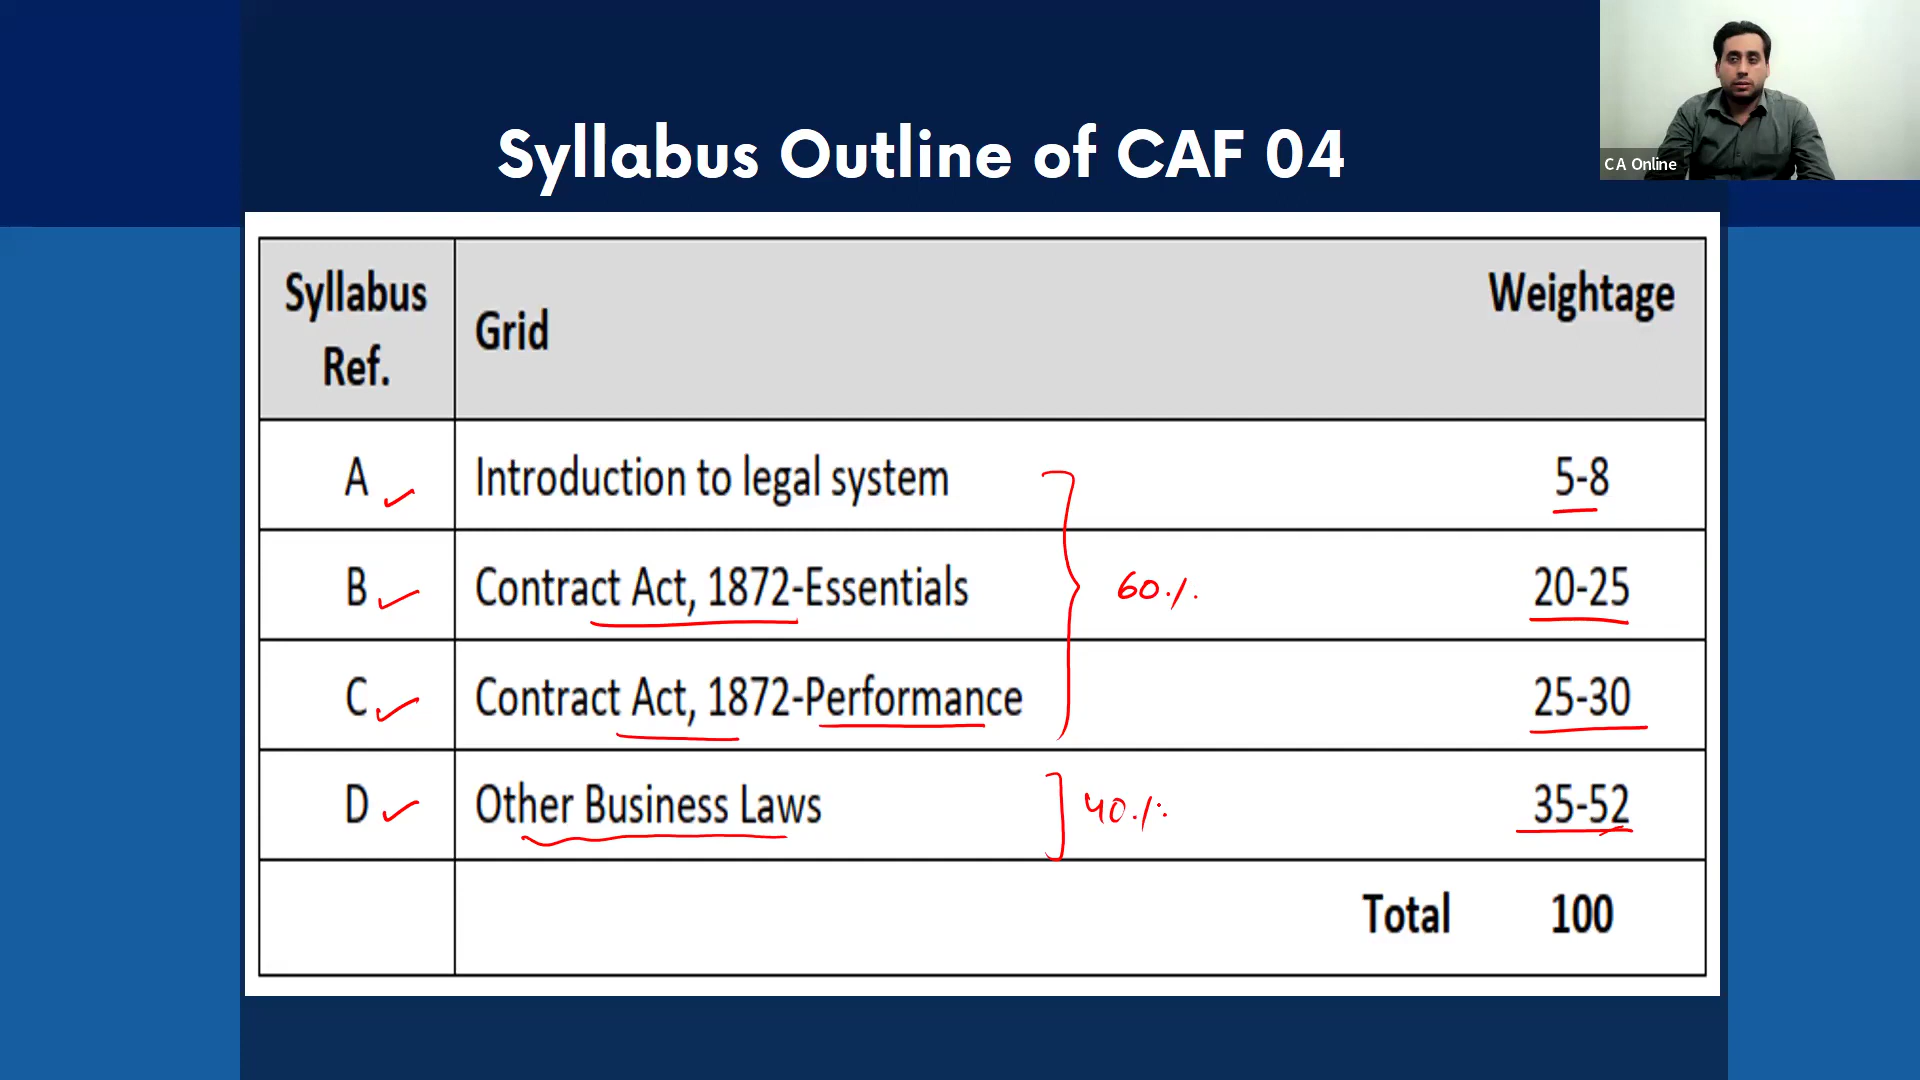 C A Online
Syllabus Outline of CAF 04
Syllabus Ref. Grid Weightage
A Introduction to legal system 5-8
B Contract Act, 1872-Essentials 60./. 20-25
C Contract Act, 1872-Performance 25-30
D Other Business Laws 40./. 35-52
Total 100